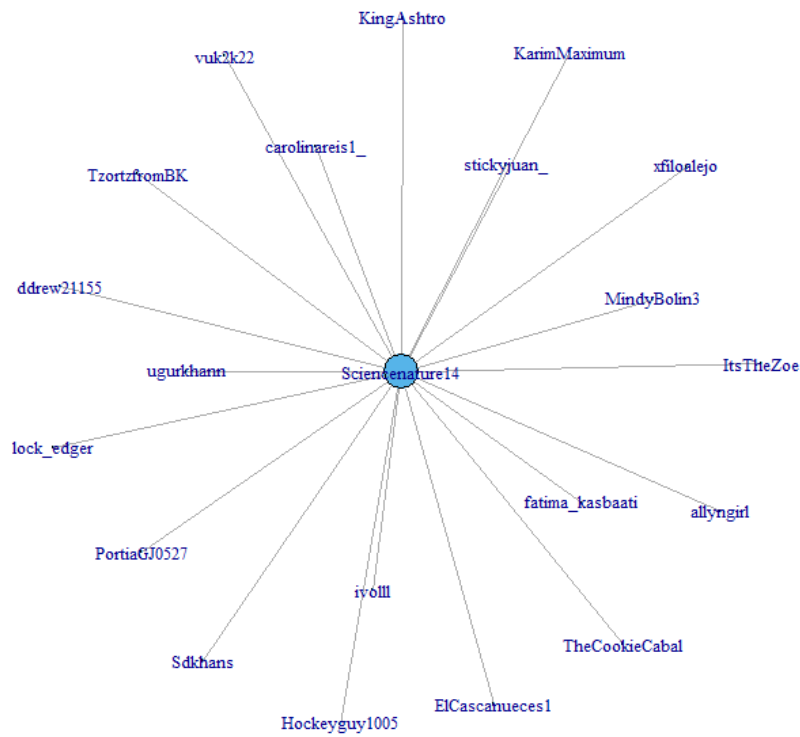 KingAshtro
vuk2k22
KarimMaximum
carolinareis1_
stickyjuan_
xfiloalejo
TzortzfromBK
ddrew21155
MindyBolin3
ItsTheZoe
ugurkhann
Sciencenature14
lock_edger
fatima_kasbaati
allyngirl
PortiaGJ0527
ivolll
TheCookieCabal
Sdkhans
ElCascanueces1
Hockeyguy1005